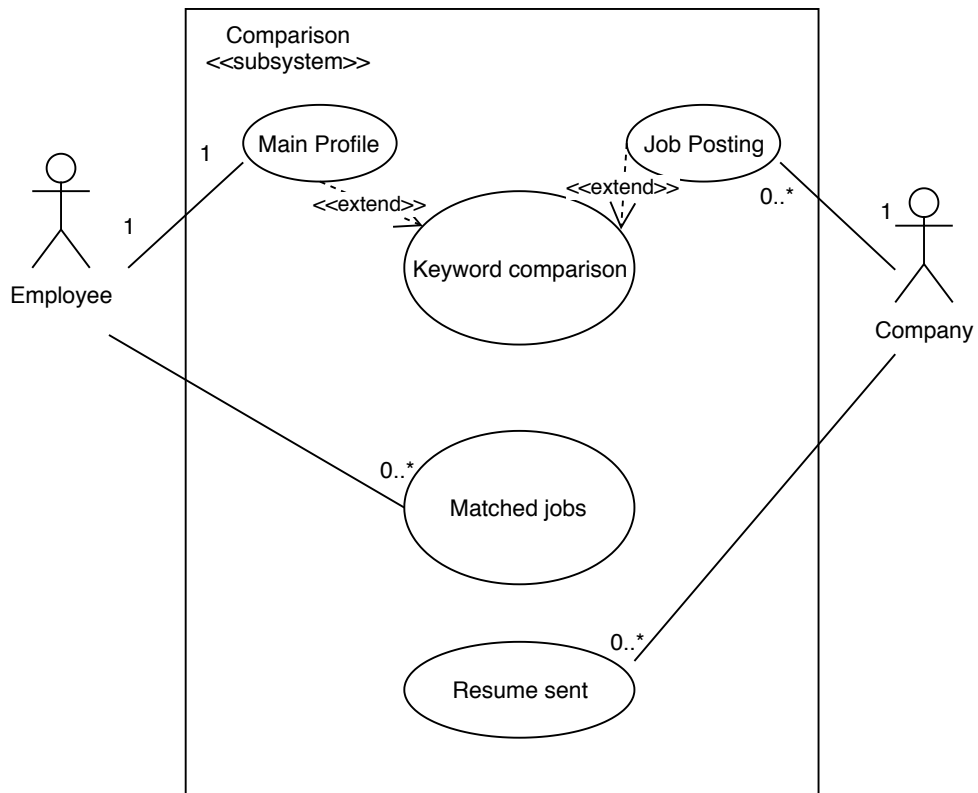 Comparison
<<subsystem>>
Main Profile
Job Posting
1
<<extend>>
<<extend>>
0..*
1
1
Keyword comparison
Employee
Company
0..*
Matched jobs
0..*
Resume sent